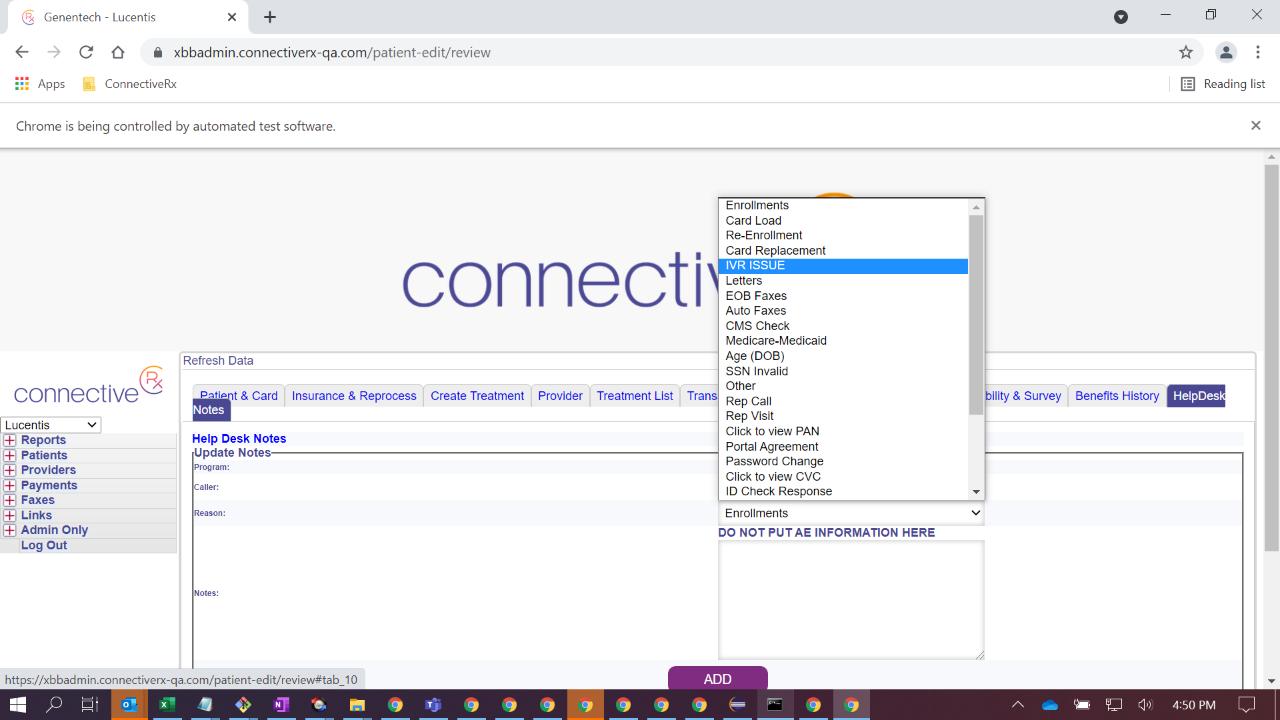 Genentech - Lucentis
xbbadmin.connectiverx-qa.com/patient-edit/review
Apps ConnectiveRx Reading list
Chrome is being controlled by automated test software.
connecti
Enrollments
Card Load
Re-Enrollment
Card Replacement
IVR ISSUE
Letters
EOB Faxes
Auto Faxes
CMS Check
Medicare-Medicaid
Age (DOB)
SSN Invalid
Other
Rep Call
Rep Visit
Click to view PAN
Portal Agreement
Password Change
Click to view CVC
ID Check Response
connective Rx
Lucentis
Reports
Patients
Providers
Payments
Faxes
Links
Admin Only
Log Out
Refresh Data
Patient & Card Insurance & Reprocess Create Treatment Provider Treatment List Trans bility & Survey Benefits History HelpDesk
Notes
Help Desk Notes
Update Notes
Program:
Caller:
Reason: Enrollments
DO NOT PUT AE INFORMATION HERE
Notes:
ADD
https://xbbadmin.connectiverx-qa.com/patient-edit/review#tab_10
4:50 PM